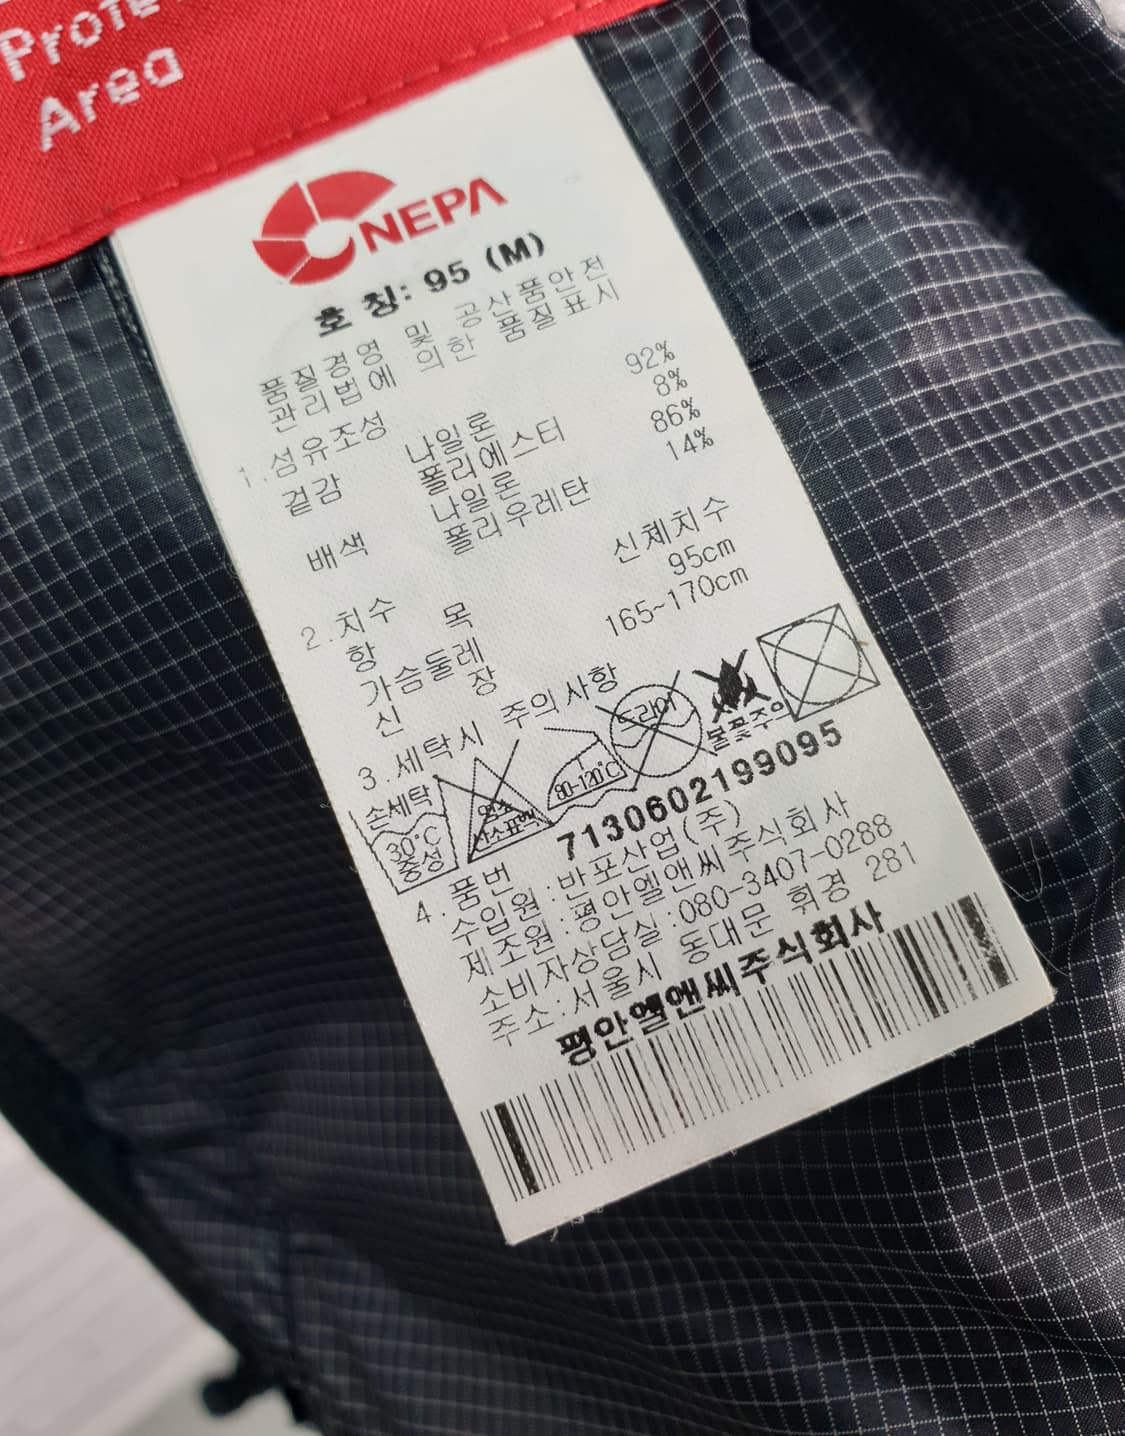 Prote
Area
NEPA
호 칭: 95 (M)
품질경영 및 공산품안전
관리법에 의한 품질표시
1.섬유조성
겉감 나일론 92%
폴리에스터 8%
배색 나일론 86%
폴리우레탄 14%
2.치수
항 목 신체치수
가슴둘레 95cm
신 장 165~170cm
3.세탁시 주의사항
손세탁
30°C
중성
80-120°C
드라이
불꽃주의
4.품번 7130602199095
수입원:반포산업(주)
제조원:평안엘앤씨주식회사
소비자상담실:080-3407-0288
주소:서울시 동대문 휘경 281
평안엘앤씨주식회사